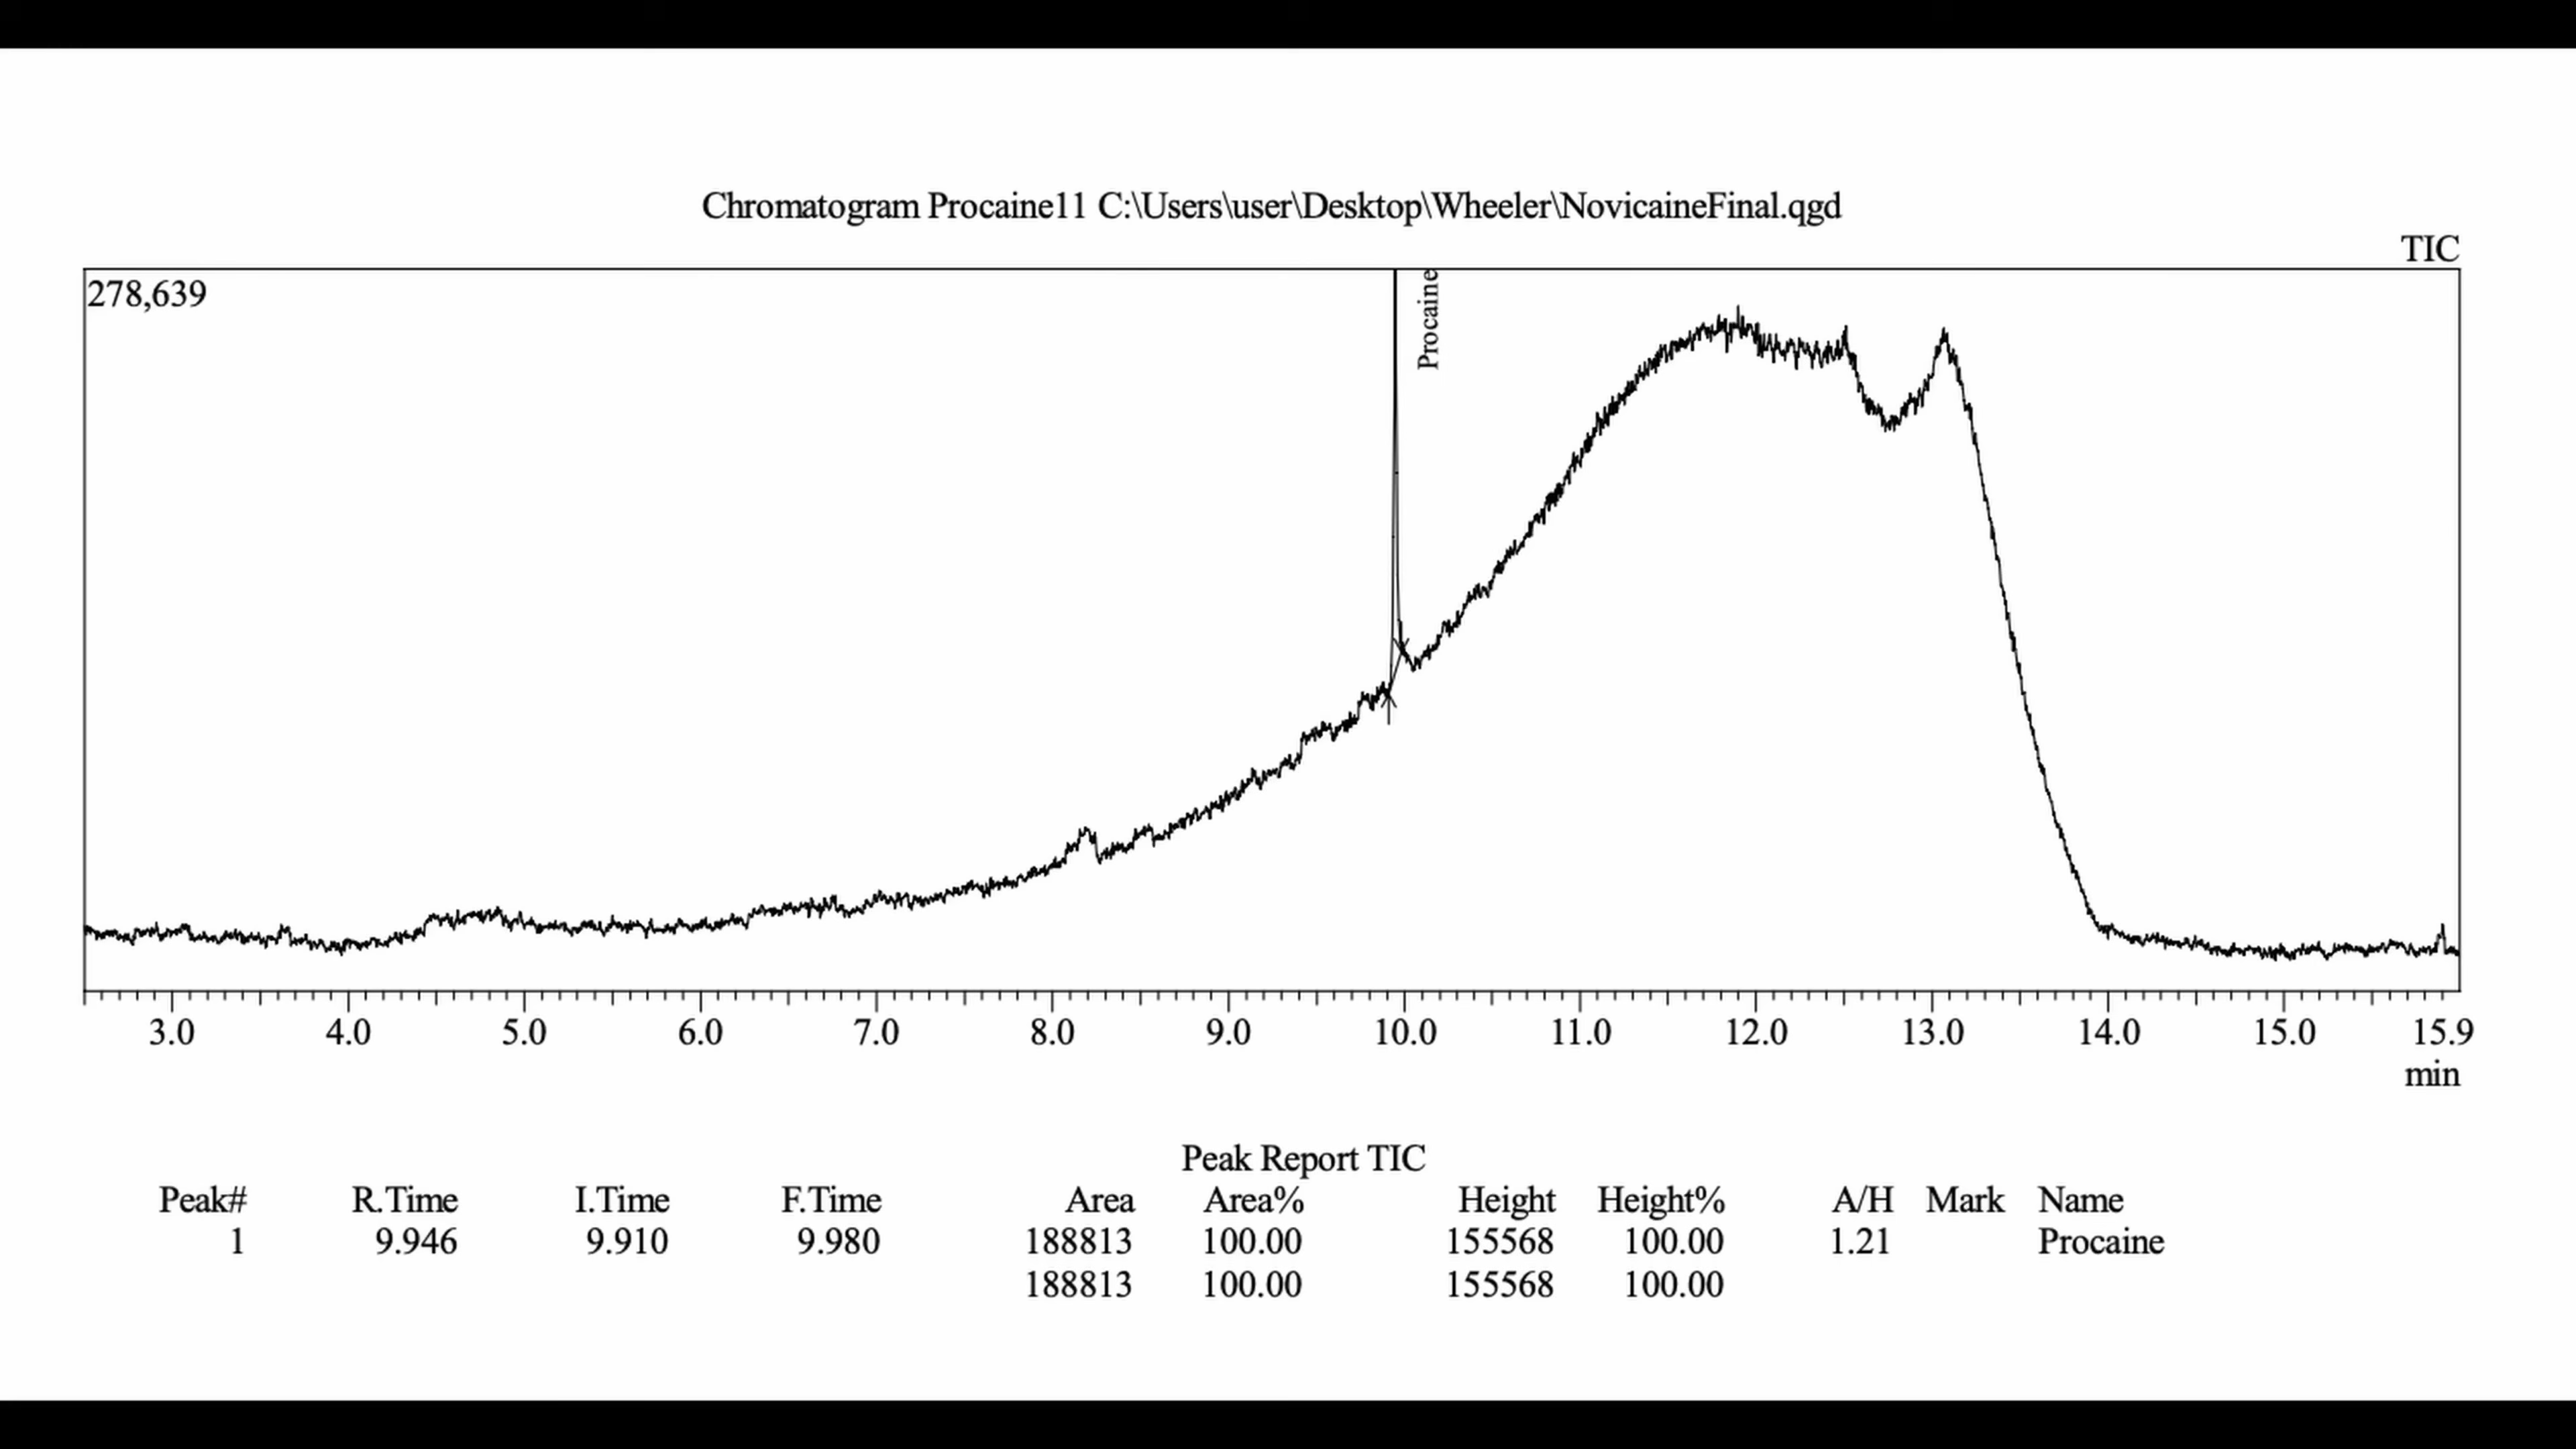 Chromatogram Procaine11 C:\Users\user\Desktop\Wheeler\NovicaineFinal.qgd
TIC
278,639
Procaine
3.0 4.0 5.0 6.0 7.0 8.0 9.0 10.0 11.0 12.0 13.0 14.0 15.0 15.9
min
Peak Report TIC
Peak# R.Time I.Time F.Time Area Area% Height Height% A/H Mark Name
1 9.946 9.910 9.980 188813 100.00 155568 100.00 1.21 Procaine
188813 100.00 155568 100.00